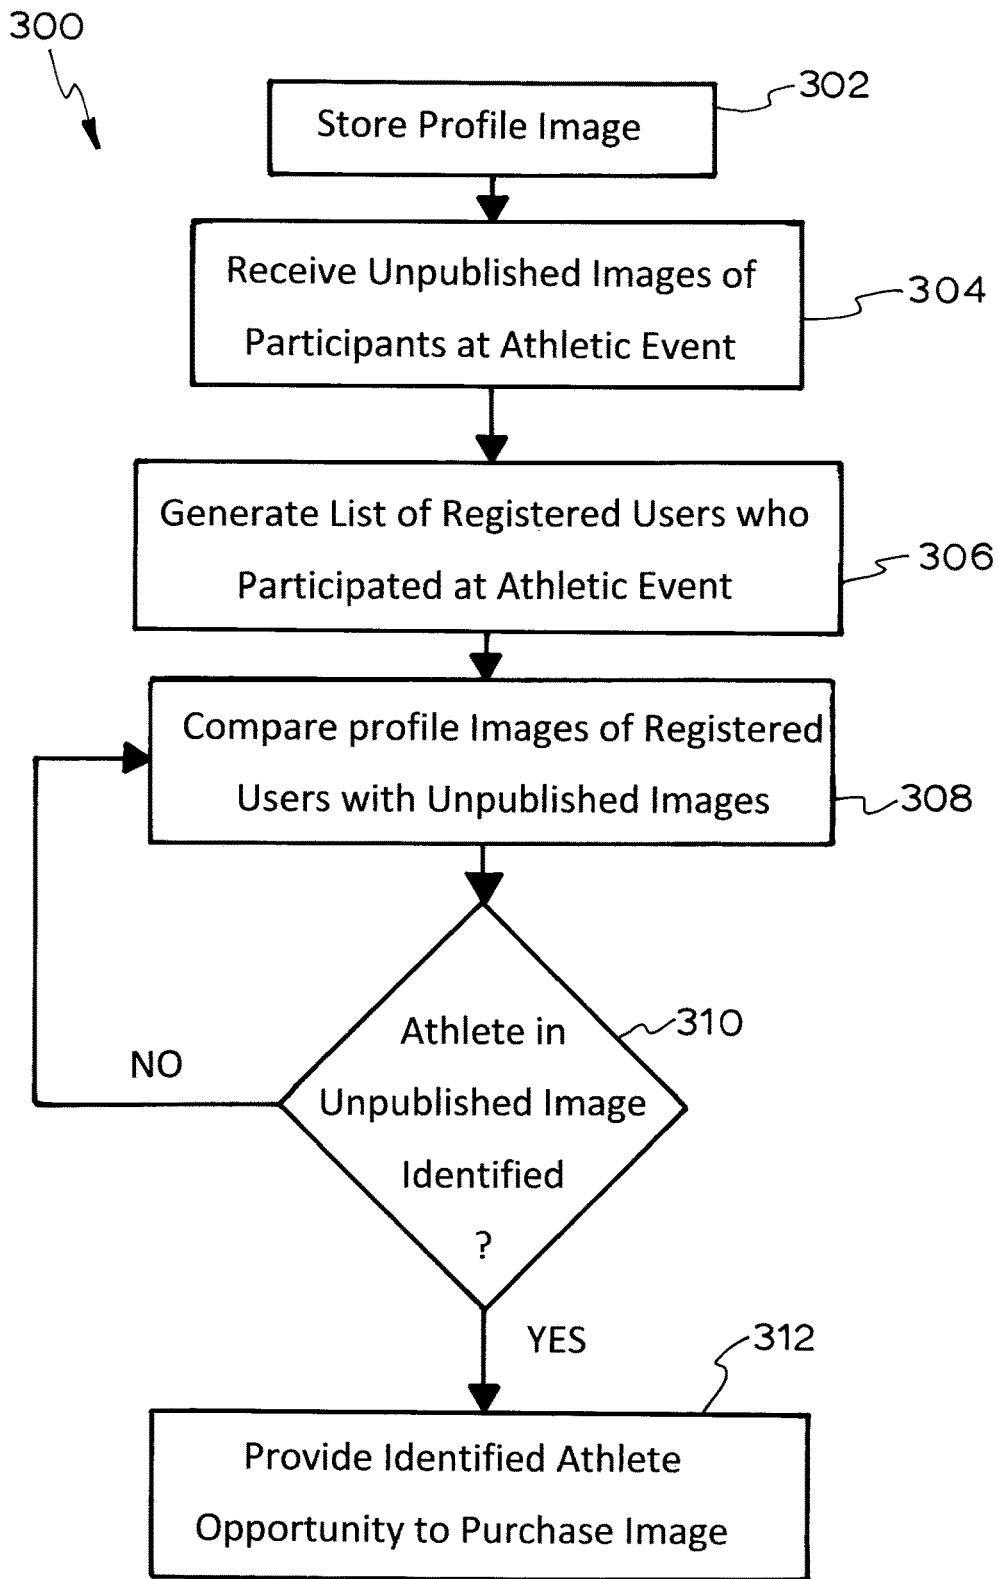 300
302
Store Profile Image
Receive Unpublished Images of
Participants at Athletic Event
304
Generate List of Registered Users who
Participated at Athletic Event
306
Compare profile Images of Registered
Users with Unpublished Images
308
Athlete in
Unpublished Image
Identified
?
310
NO
YES
312
Provide Identified Athlete
Opportunity to Purchase Image